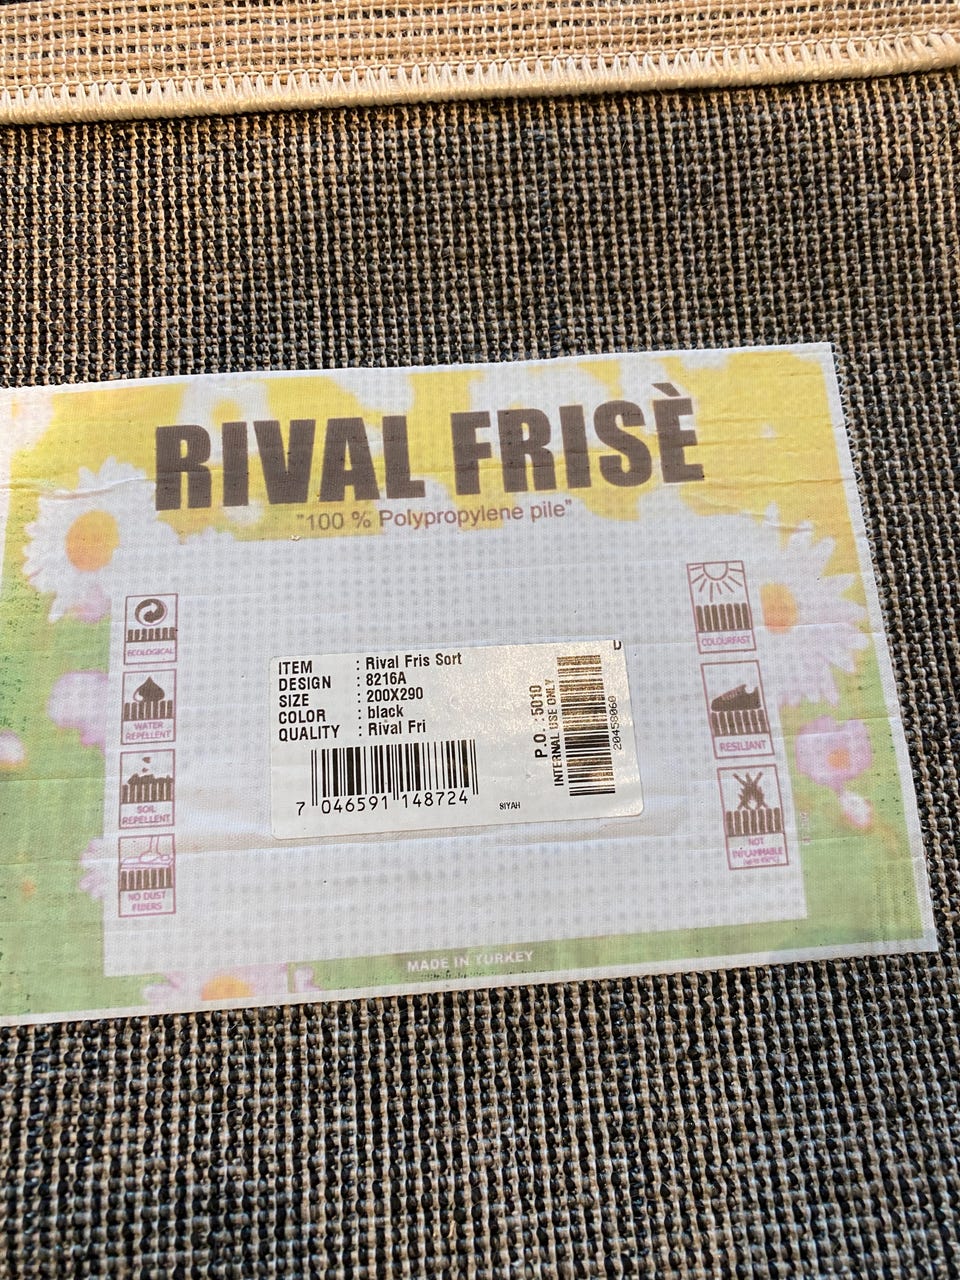 RIVAL FRISÈ
"100 % Polypropylene pile"
ECOLOGICAL
WATER
REPELLENT
SOIL
REPELLENT
NO DUST
FIBERS
ITEM : Rival Fris Sort
DESIGN : 8216A
SIZE : 200X290
COLOR : black
QUALITY : Rival Fri
7 046591 148724
SIYAH
P.O. : 5010
INTERNAL USE ONLY
20458060
COLOURFAST
RESILIANT
NOT
INFLAMMABLE
MADE IN TURKEY